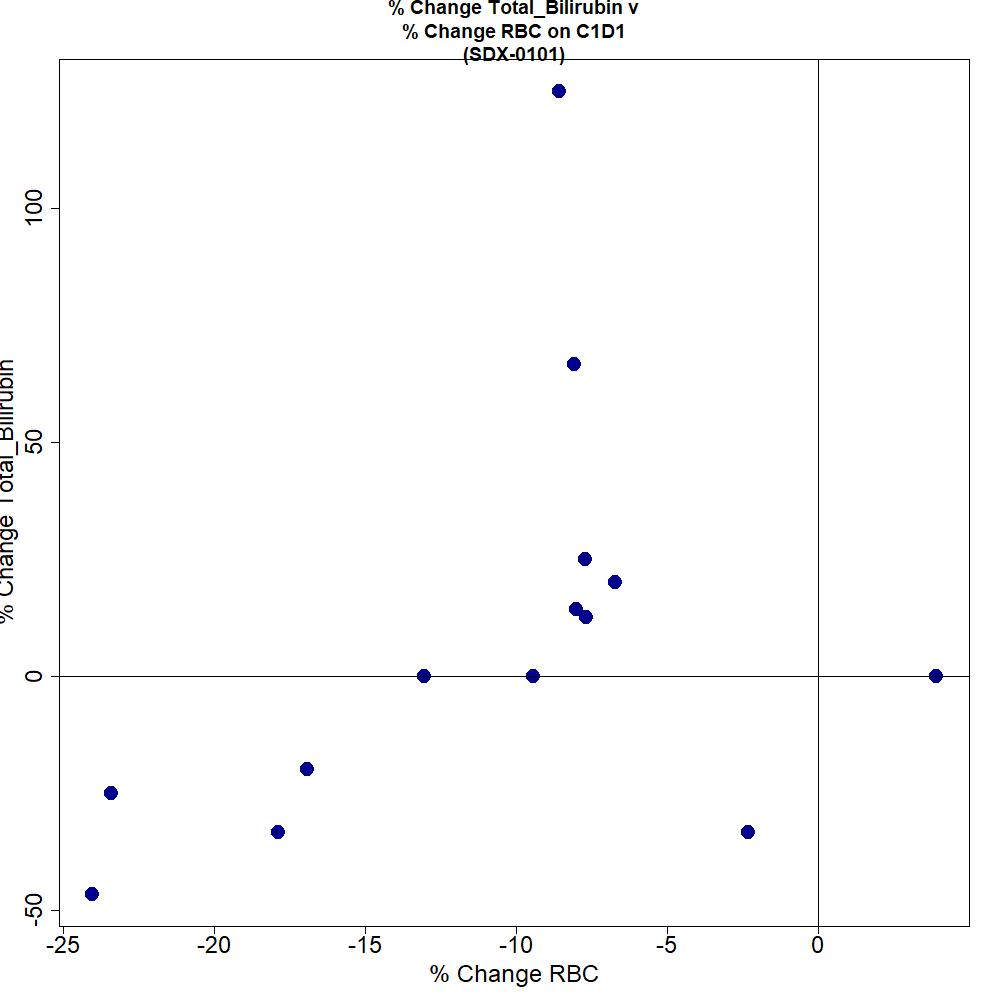 % Change Total_Bilirubin v
% Change RBC on C1D1
(SDX-0101)
% Change Total_Bilirubin
100
50
0
-50
-25
-20
-15
-10
-5
0
% Change RBC